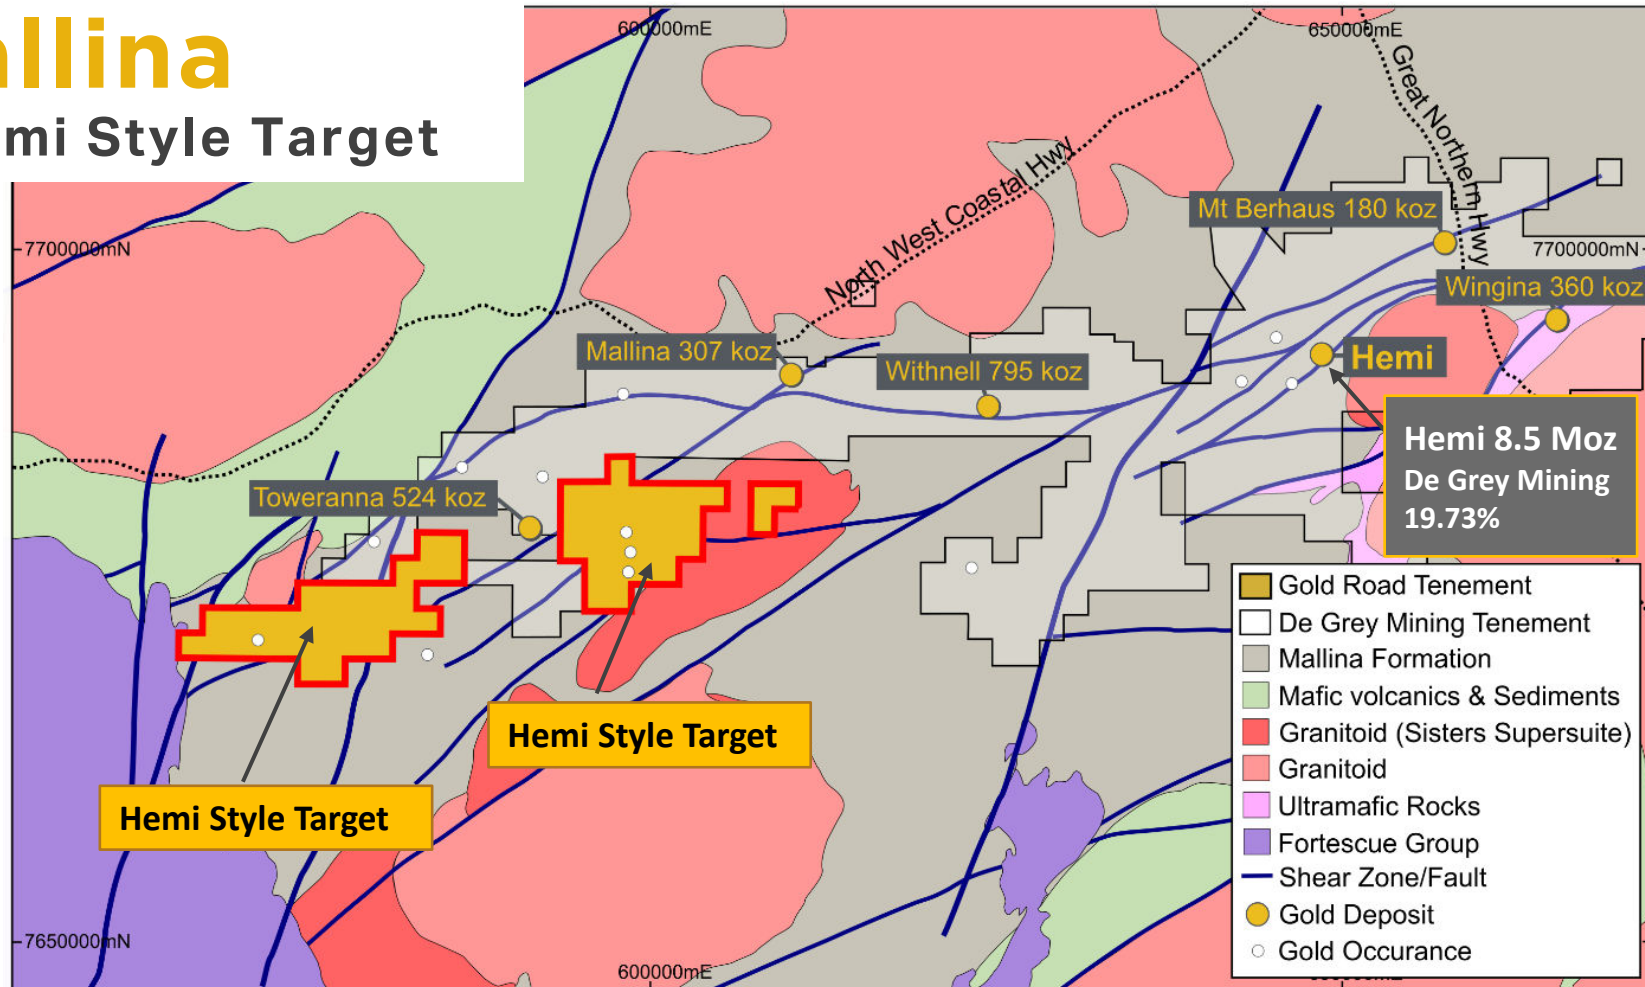 allina
mi Style Target
600000mE
650000mE
Great Northern Hwy
North West Coastal Hwy
Mt Berhaus 180 koz
7700000mN
7700000mN
Wingina 360 koz
Mallina 307 koz
Withnell 795 koz
Hemi
Hemi 8.5 Moz
De Grey Mining
19.73%
Toweranna 524 koz
Hemi Style Target
Hemi Style Target
Gold Road Tenement
De Grey Mining Tenement
Mallina Formation
Mafic volcanics & Sediments
Granitoid (Sisters Supersuite)
Granitoid
Ultramafic Rocks
Fortescue Group
Shear Zone/Fault
Gold Deposit
Gold Occurance
7650000mN
600000mE